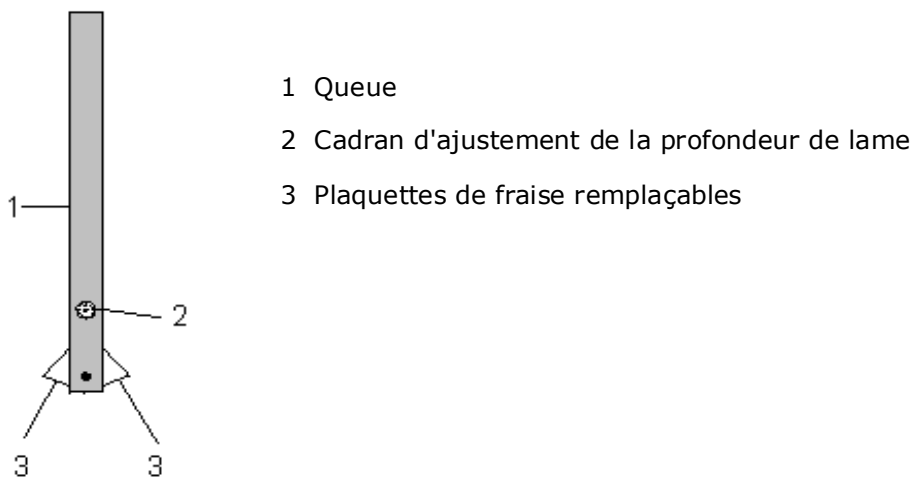 1 Queue
2 Cadran d'ajustement de la profondeur de lame
3 Plaquettes de fraise remplaçables
1
2
3 3